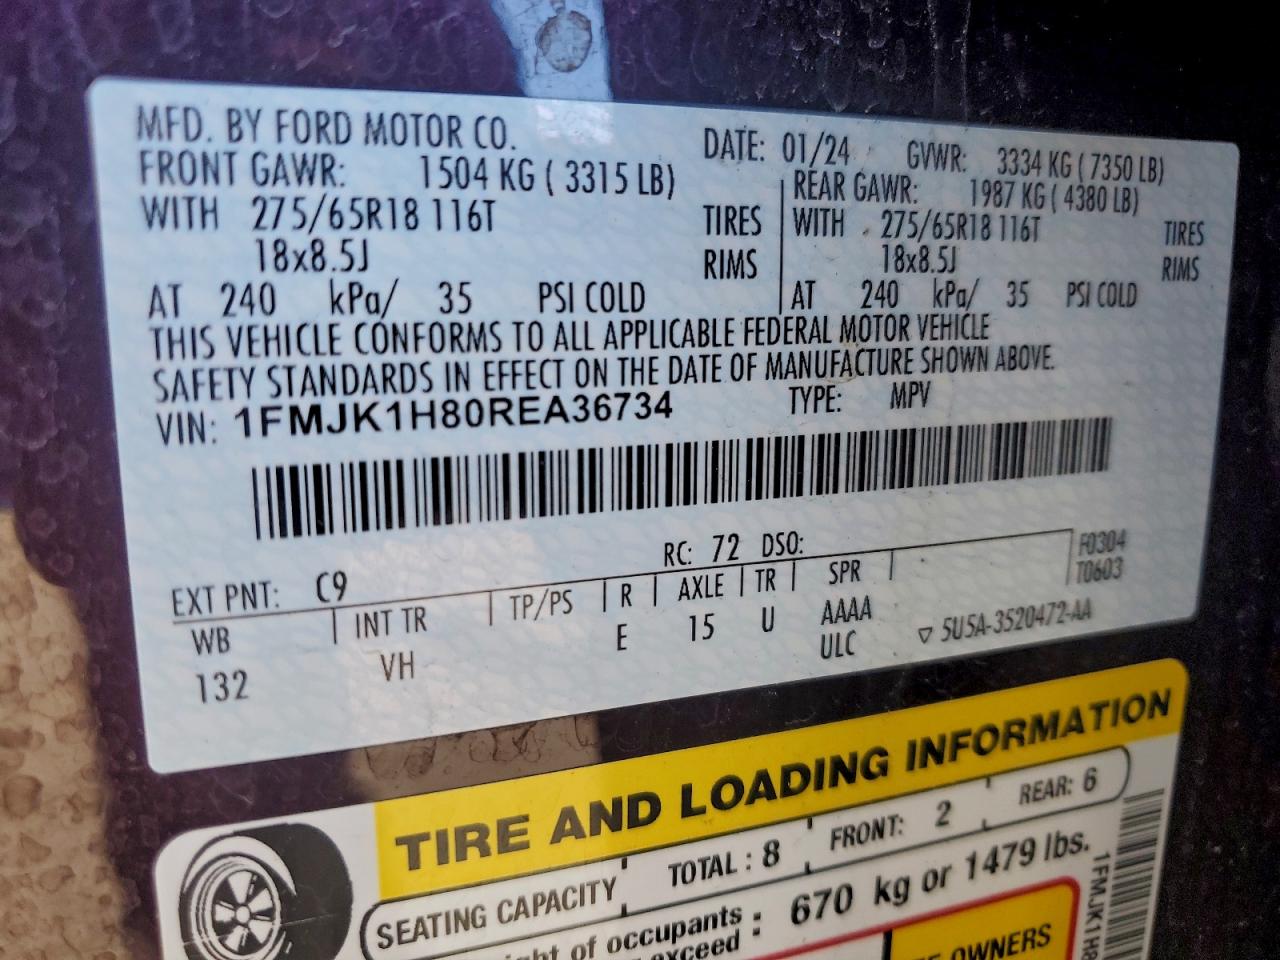 MFD. BY FORD MOTOR CO.
DATE: 01/24 GVWR: 3334 KG ( 7350 LB)
FRONT GAWR: 1504 KG ( 3315 LB) REAR GAWR: 1987 KG ( 4380 LB)
WITH 275/65R18 116T TIRES WITH 275/65R18 116T TIRES
18x8.5J RIMS 18x8.5J RIMS
AT 240 kPa/ 35 PSI COLD AT 240 kPa/ 35 PSI COLD
THIS VEHICLE CONFORMS TO ALL APPLICABLE FEDERAL MOTOR VEHICLE
SAFETY STANDARDS IN EFFECT ON THE DATE OF MANUFACTURE SHOWN ABOVE.
VIN: 1FMJK1H80REA36734 TYPE: MPV
EXT PNT: C9 RC: 72 DSO: F0304
T0603
WB INT TR TP/PS R AXLE TR SPR
132 VH E 15 U AAAA
ULC ▽ 5U5A-3520472-AA
TIRE AND LOADING INFORMATION
SEATING CAPACITY TOTAL : 8 FRONT: 2 REAR: 6
of occupants : 670 kg or 1479 lbs.
exceed
OWNERS
1FMJK1H8